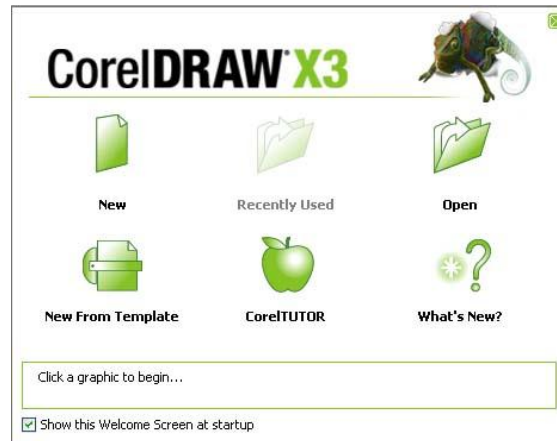 CorelDRAW X3
New
Recently Used
Open
New From Template
CorelTUTOR
What's New?
Click a graphic to begin...
Show this Welcome Screen at startup